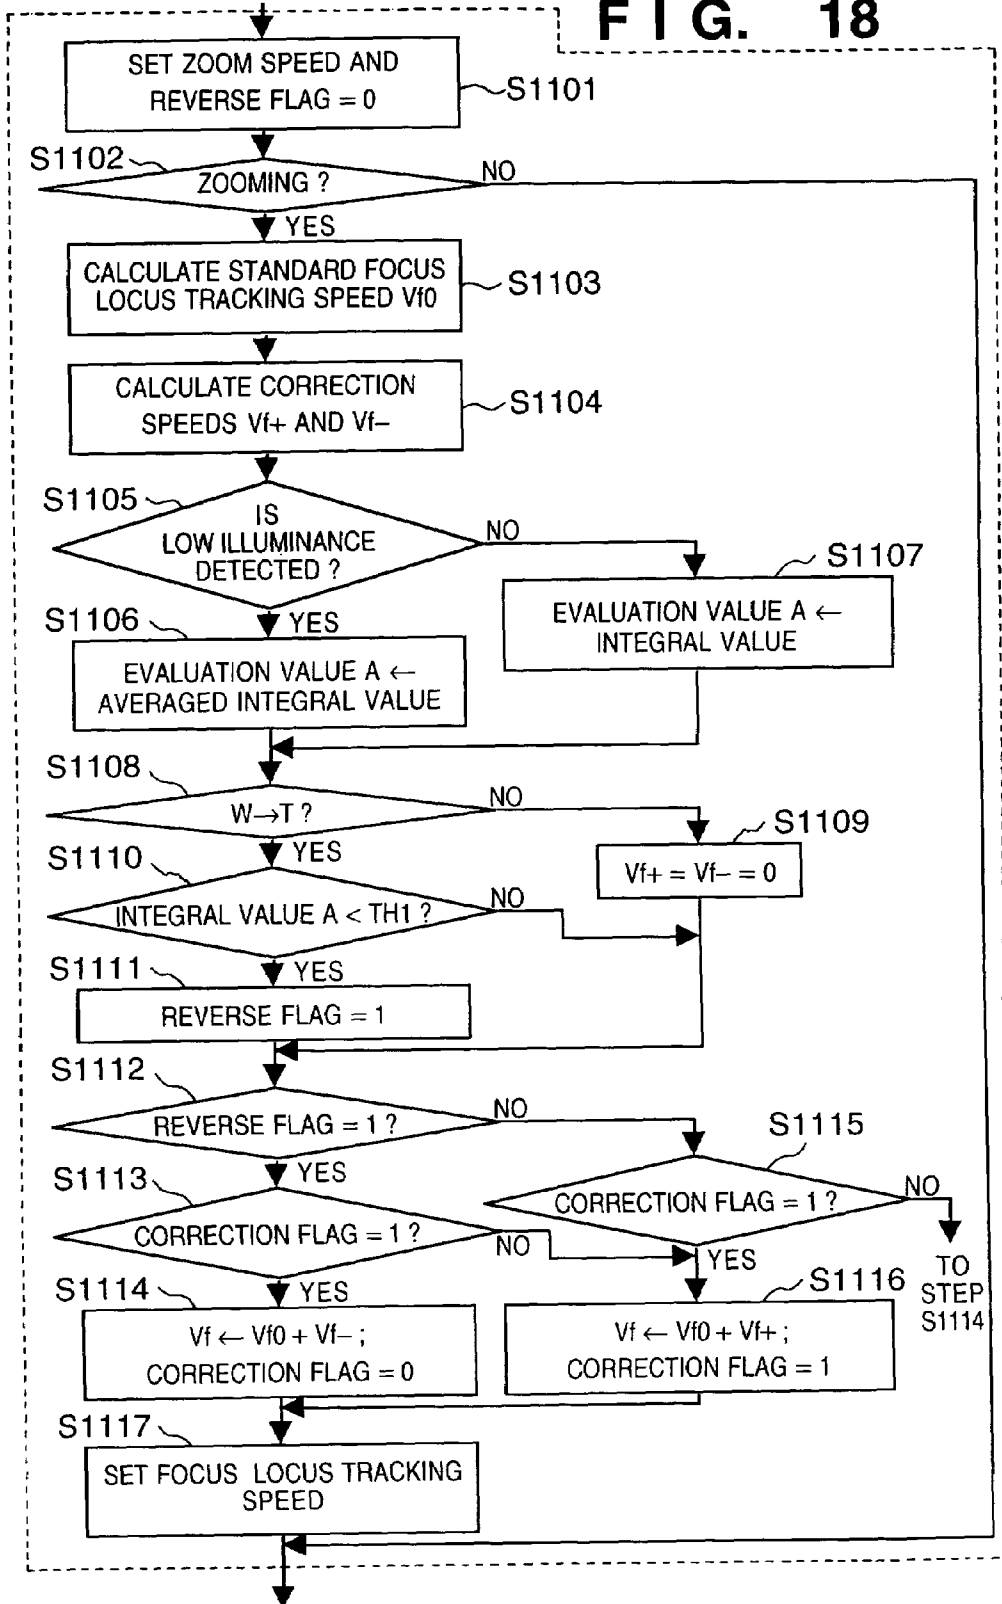 FIG. 18
SET ZOOM SPEED AND
REVERSE FLAG = 0
S1101
S1102
ZOOMING ?
NO
YES
CALCULATE STANDARD FOCUS
LOCUS TRACKING SPEED Vf0
S1103
CALCULATE CORRECTION
SPEEDS Vf+ AND Vf−
S1104
S1105
IS
LOW ILLUMINANCE
DETECTED ?
NO
YES
S1107
EVALUATION VALUE A ←
INTEGRAL VALUE
S1106
EVALUATION VALUE A ←
AVERAGED INTEGRAL VALUE
S1108
W→T ?
NO
YES
S1109
Vf+ = Vf− = 0
S1110
INTEGRAL VALUE A < TH1 ?
NO
YES
S1111
REVERSE FLAG = 1
S1112
REVERSE FLAG = 1 ?
NO
YES
S1115
CORRECTION FLAG = 1 ?
NO
YES
TO
STEP
S1114
S1113
CORRECTION FLAG = 1 ?
NO
YES
S1114
Vf ← Vf0 + Vf− ;
CORRECTION FLAG = 0
S1116
Vf ← Vf0 + Vf+ ;
CORRECTION FLAG = 1
S1117
SET FOCUS LOCUS TRACKING
SPEED